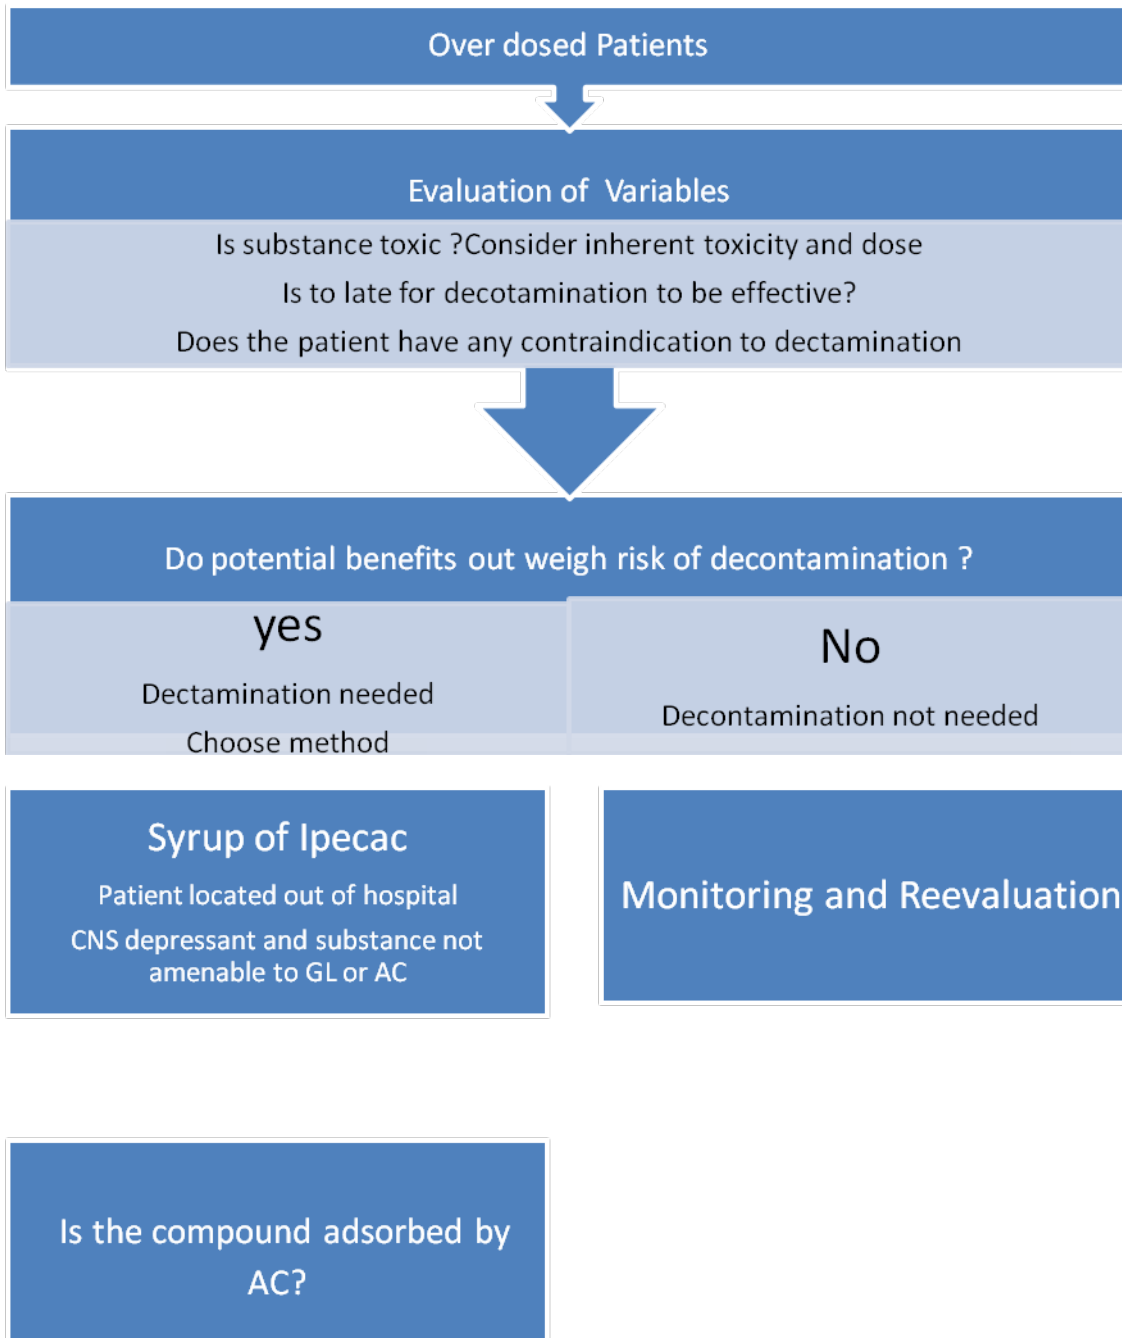 Over dosed Patients
Evaluation of Variables
Is substance toxic ?Consider inherent toxicity and dose
Is to late for decotamination to be effective?
Does the patient have any contraindication to dectamination
Do potential benefits out weigh risk of decontamination ?
yes
Dectamination needed
Choose method
No
Decontamination not needed
Syrup of Ipecac
Patient located out of hospital
CNS depressant and substance not
amenable to GL or AC
Monitoring and Reevaluation
Is the compound adsorbed by
AC?